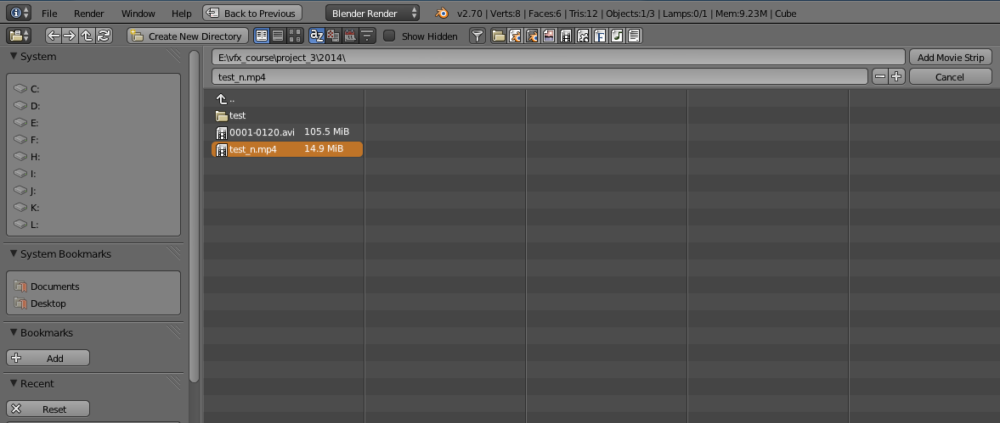 File Render Window Help Back to Previous Blender Render v2.70 | Verts:8 | Faces:6 | Tris:12 | Objects:1/3 | Lamps:0/1 | Mem:9.23M | Cube
Create New Directory az Show Hidden F
System
C:
D:
E:
F:
H:
I:
J:
K:
L:
System Bookmarks
Documents
Desktop
Bookmarks
Add
Recent
Reset
E:\vfx_course\project_3\2014\ Add Movie Strip
test_n.mp4 Cancel
..
test
0001-0120.avi 105.5 MiB
test_n.mp4 14.9 MiB